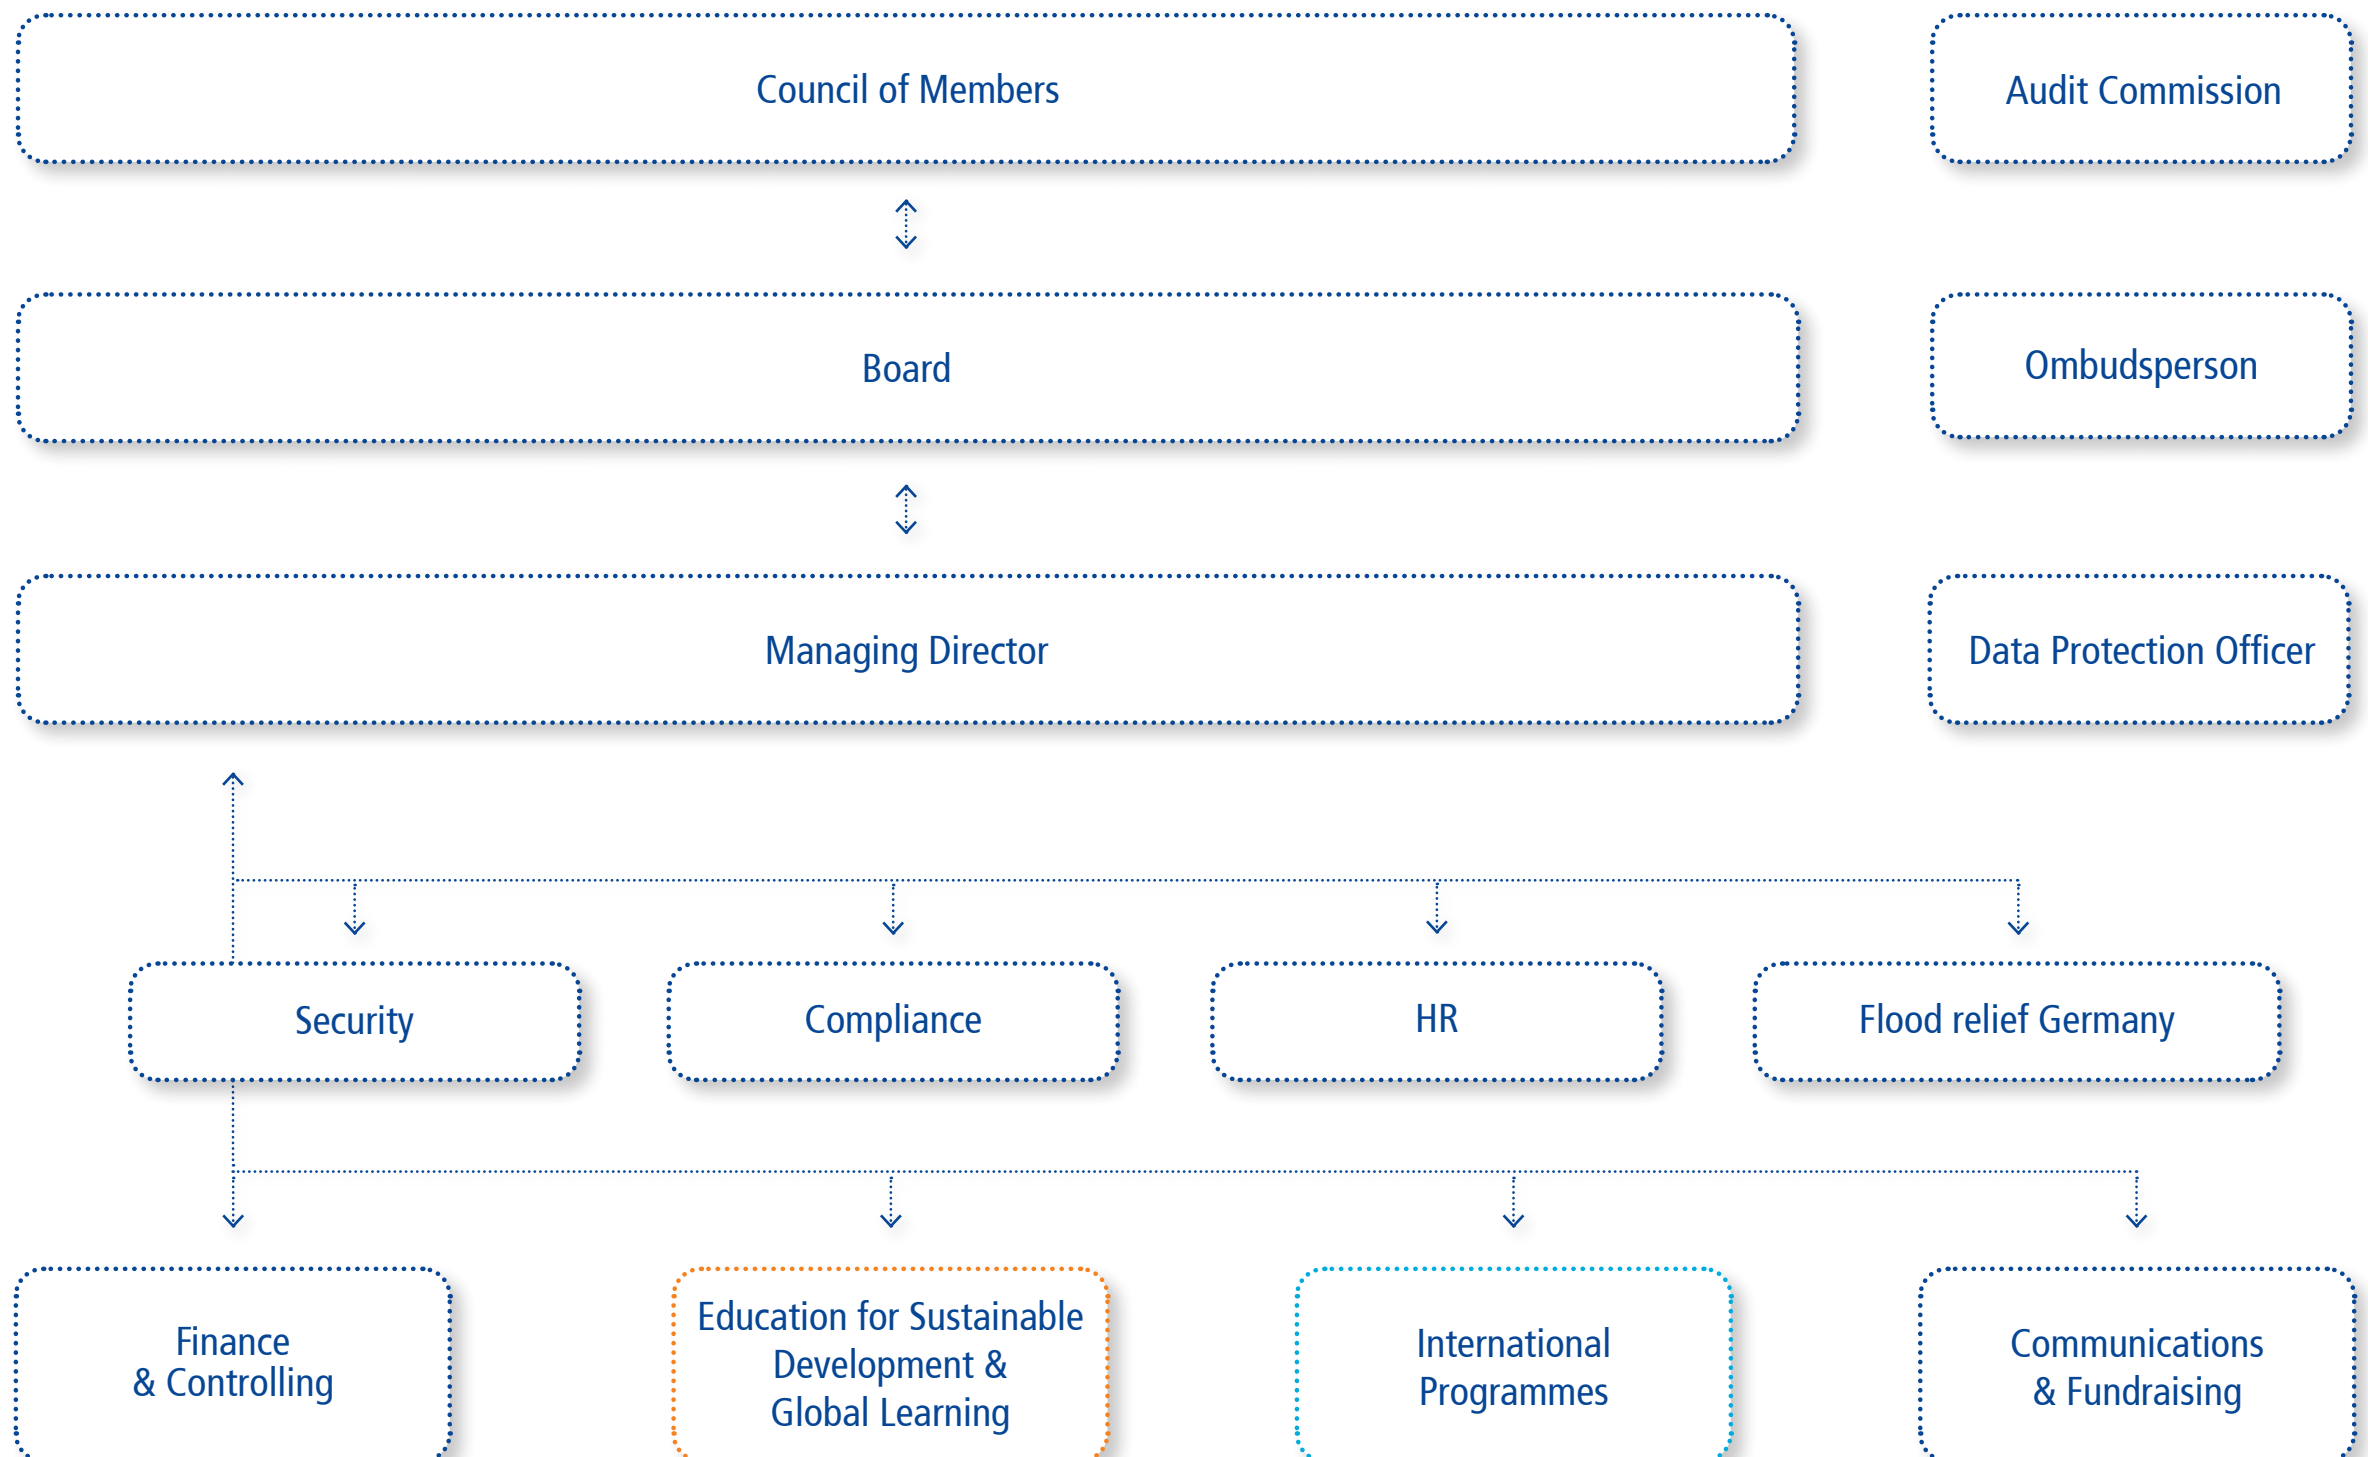 Council of Members
Audit Commission
Board
Ombudsperson
Managing Director
Data Protection Officer
Security
Compliance
HR
Flood relief Germany
Finance
& Controlling
Education for Sustainable
Development &
Global Learning
International
Programmes
Communications
& Fundraising